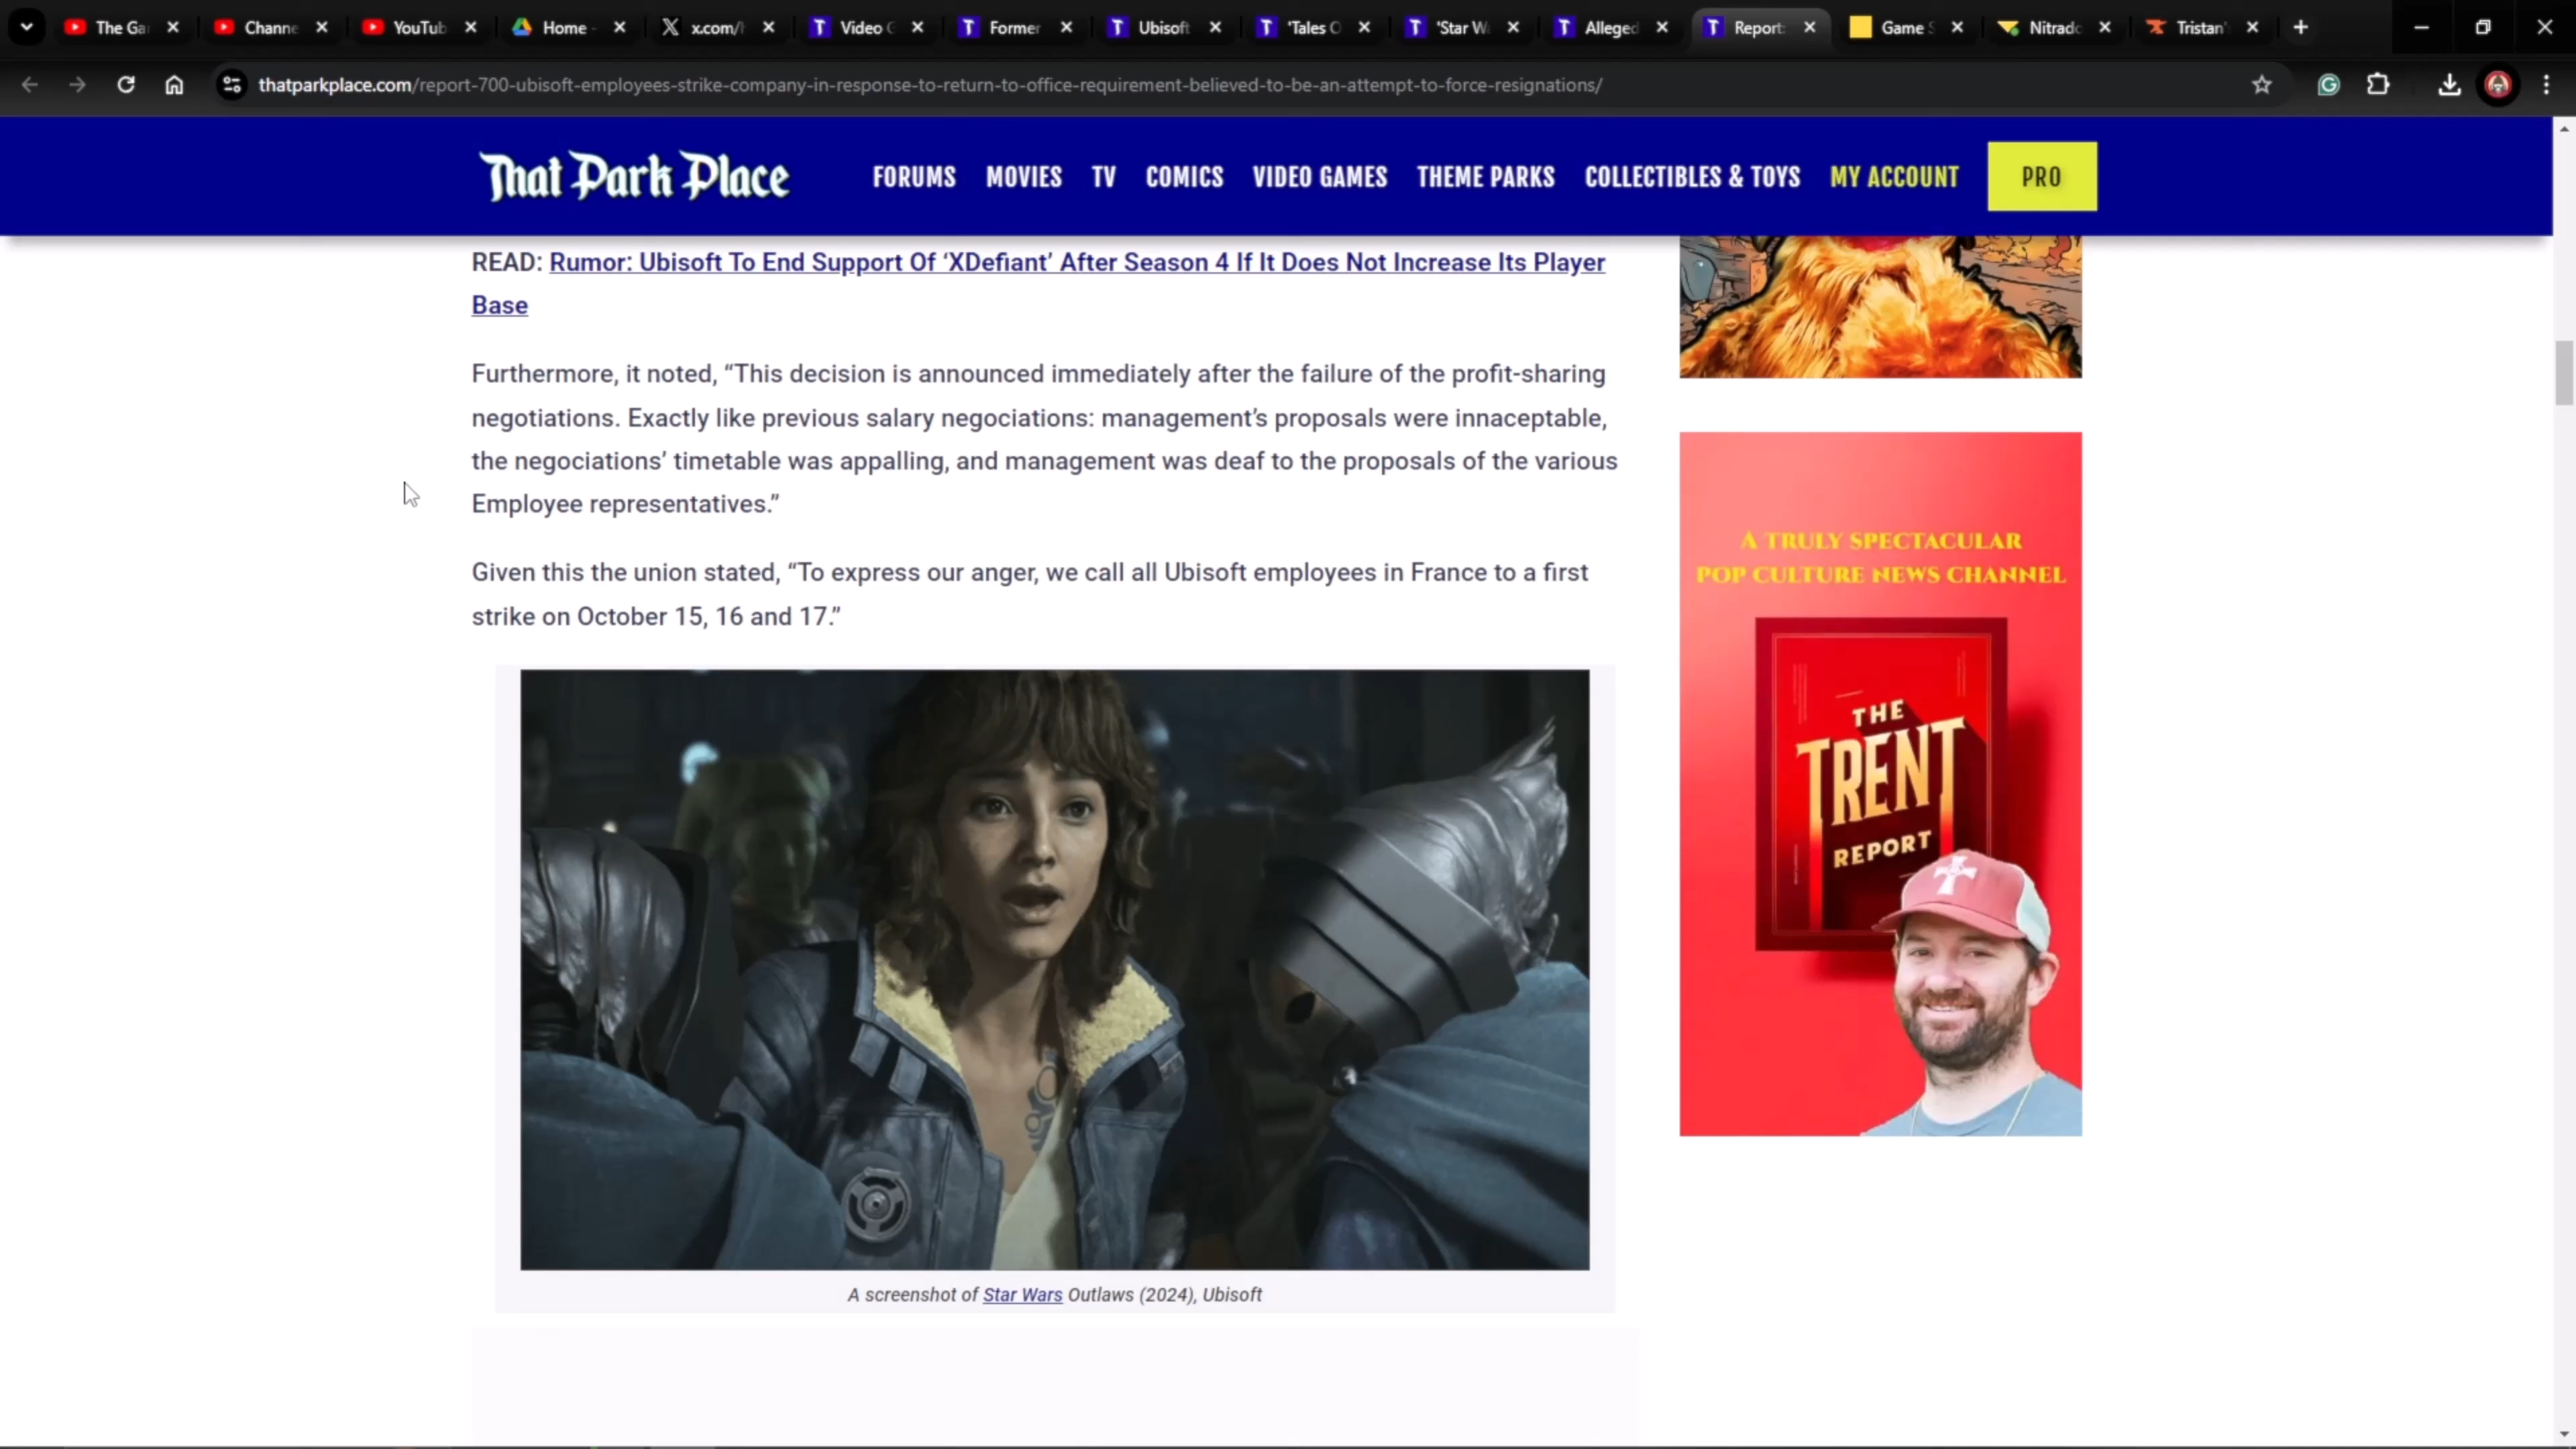 The Ga
Channe
YouTub
Home -
x.com/
Video G
Former
Ubisoft
'Tales O
'Star W
Alleged
Report:
Game S
Nitrado
Tristan'
thatparkplace.com/report-700-ubisoft-employees-strike-company-in-response-to-return-to-office-requirement-believed-to-be-an-attempt-to-force-resignations/
That Park Place
FORUMS MOVIES TV COMICS VIDEO GAMES THEME PARKS COLLECTIBLES & TOYS MY ACCOUNT PRO
READ: Rumor: Ubisoft To End Support Of ‘XDefiant’ After Season 4 If It Does Not Increase Its Player
Base
Furthermore, it noted, “This decision is announced immediately after the failure of the profit-sharing
negotiations. Exactly like previous salary negociations: management’s proposals were innaceptable,
the negociations’ timetable was appalling, and management was deaf to the proposals of the various
Employee representatives.”
Given this the union stated, “To express our anger, we call all Ubisoft employees in France to a first
strike on October 15, 16 and 17.”
A screenshot of Star Wars Outlaws (2024), Ubisoft
A TRULY SPECTACULAR
POP CULTURE NEWS CHANNEL
THE
TRENT
REPORT